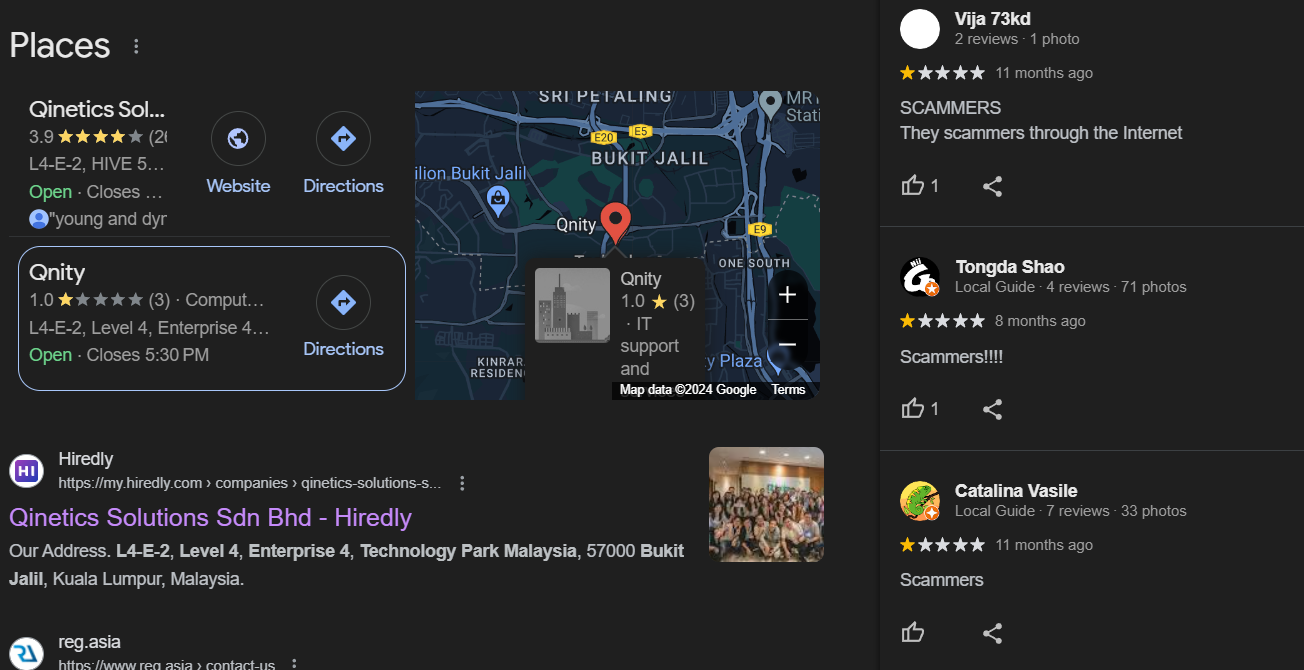 Places
Qinetics Sol...
3.9 (20
L4-E-2, HIVE 5...
Open · Closes ...
"young and dyr
Website
Directions
Qnity
1.0 (3) · Comput...
L4-E-2, Level 4, Enterprise 4...
Open · Closes 5:30 PM
Directions
SRI PETALING
MR
Stati
E20
E5
BUKIT JALIL
ilion Bukit Jalil
Qnity
E9
ONE SOUTH
Qnity
1.0 (3)
· IT
support
and
KINRAR
RESIDEN
y Plaza
Map data ©2024 Google Terms
Hiredly
https://my.hiredly.com › companies › qinetics-solutions-s...
Qinetics Solutions Sdn Bhd - Hiredly
Our Address. L4-E-2, Level 4, Enterprise 4, Technology Park Malaysia, 57000 Bukit
Jalil, Kuala Lumpur, Malaysia.
reg.asia
https://www.reg.asia › contact-us
Vija 73kd
2 reviews · 1 photo
11 months ago
SCAMMERS
They scammers through the Internet
1
Tongda Shao
Local Guide · 4 reviews · 71 photos
8 months ago
Scammers!!!!
1
Catalina Vasile
Local Guide · 7 reviews · 33 photos
11 months ago
Scammers